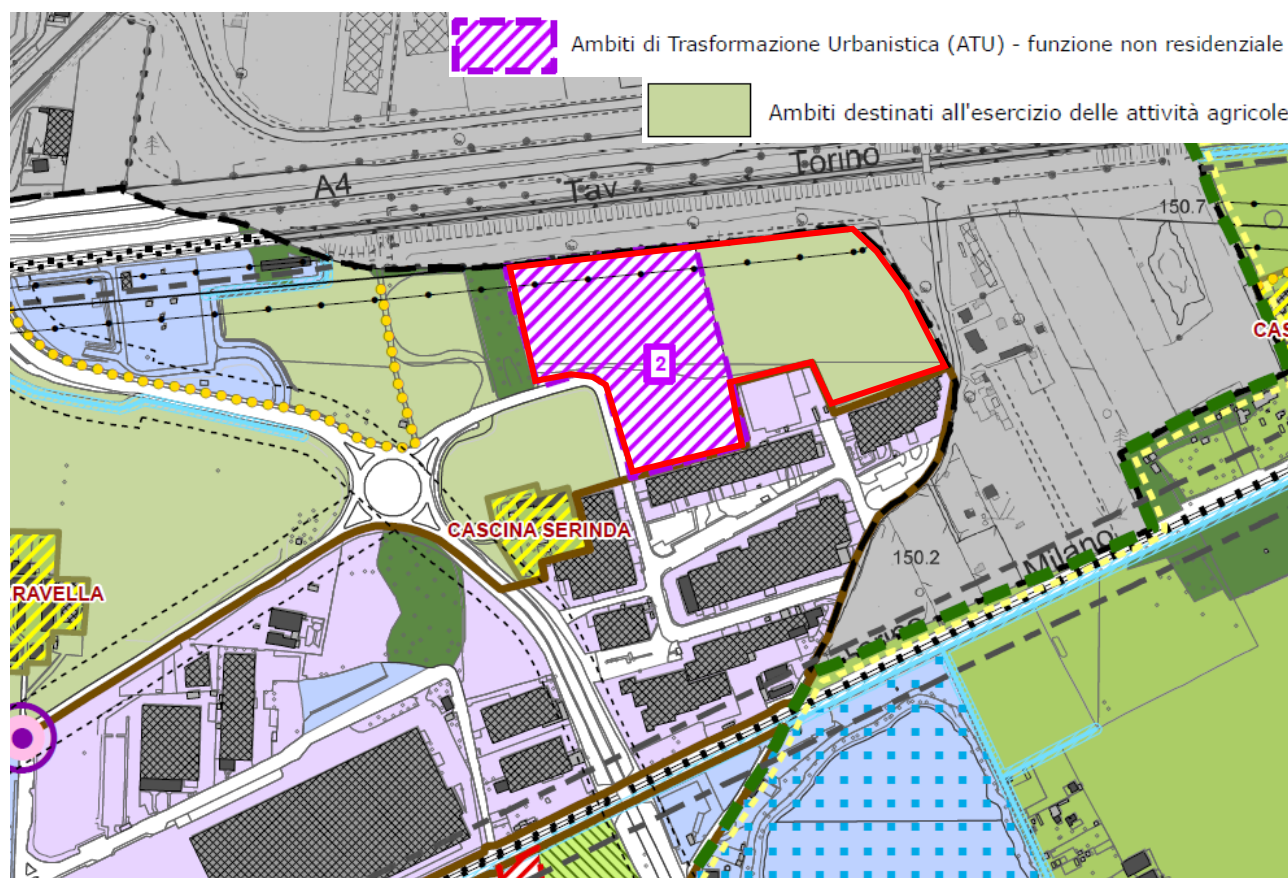 Ambiti di Trasformazione Urbanistica (ATU) - funzione non residenziale
Ambiti destinati all'esercizio delle attività agricole
A4
Tav
Torino
150.7
2
CAS
CASCINA SERINDA
RAVELLA
150.2
Milano